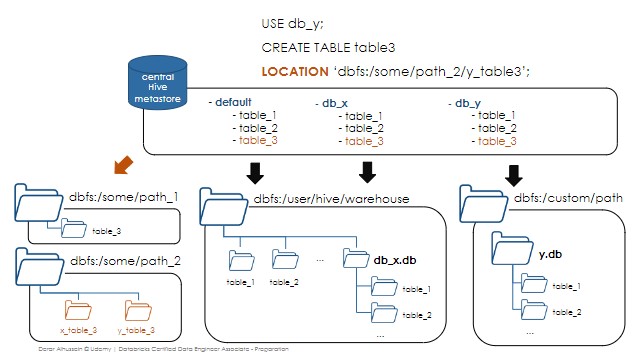 USE db_y;
CREATE TABLE table3
LOCATION ‘dbfs:/some/path_2/y_table3’;
central
Hive
metastore
- default
- table_1
- table_2
- table_3
- db_x
- table_1
- table_2
- table_3
- db_y
- table_1
- table_2
- table_3
dbfs:/some/path_1
table_3
dbfs:/some/path_2
x_table_3
y_table_3
dbfs:/user/hive/warehouse
table_1
table_2
...
db_x.db
table_1
table_2
...
dbfs:/custom/path
y.db
table_1
table_2
...
Derar Alhussein © Udemy | Databricks Certified Data Engineer Associate - Preparation